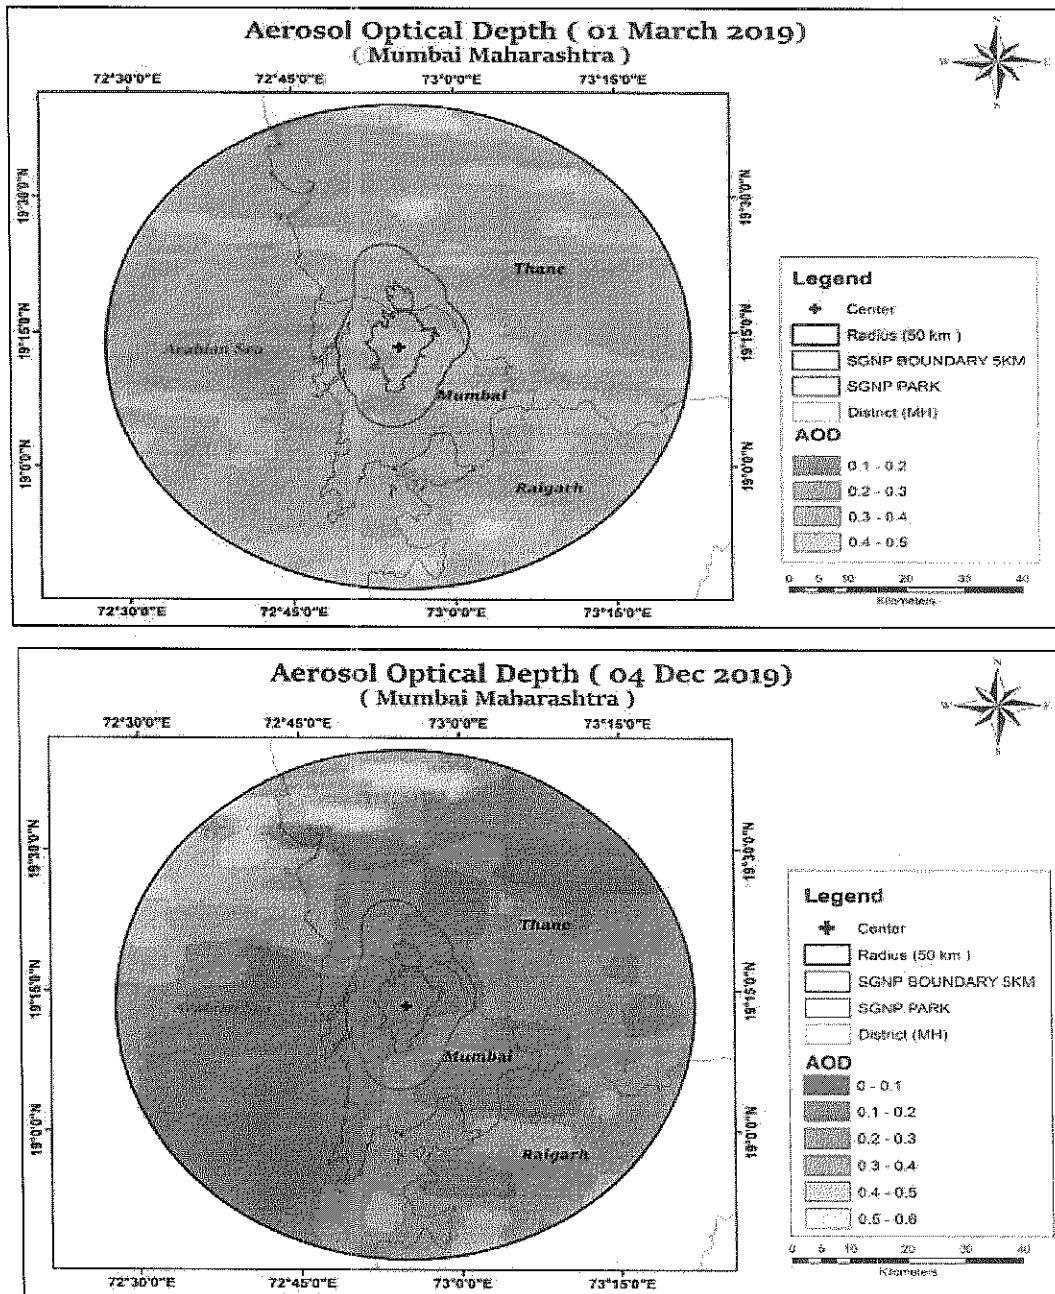 Aerosol Optical Depth ( 01 March 2019)
( Mumbai Maharashtra )
72°30'0"E 72°45'0"E 73°0'0"E 73°15'0"E
N
W E
S
19°30'0"N 19°30'0"N
Thane
19°15'0"N 19°15'0"N
Arabian Sea
Mumbai
19°0'0"N 19°0'0"N
Raigarh
72°30'0"E 72°45'0"E 73°0'0"E 73°15'0"E
Legend
Center
Radius (50 km )
SGNP BOUNDARY 5KM
SGNP PARK
District (MH)
AOD
0.1 - 0.2
0.2 - 0.3
0.3 - 0.4
0.4 - 0.5
0 5 10 20 30 40
Kilometers
Aerosol Optical Depth ( 04 Dec 2019)
( Mumbai Maharashtra )
72°30'0"E 72°45'0"E 73°0'0"E 73°15'0"E
N
W E
S
19°30'0"N 19°30'0"N
Thane
19°15'0"N 19°15'0"N
Mumbai
19°0'0"N 19°0'0"N
Raigarh
72°30'0"E 72°45'0"E 73°0'0"E 73°15'0"E
Legend
Center
Radius (50 km )
SGNP BOUNDARY 5KM
SGNP PARK
District (MH)
AOD
0 - 0.1
0.1 - 0.2
0.2 - 0.3
0.3 - 0.4
0.4 - 0.5
0.5 - 0.6
0 5 10 20 30 40
Kilometers